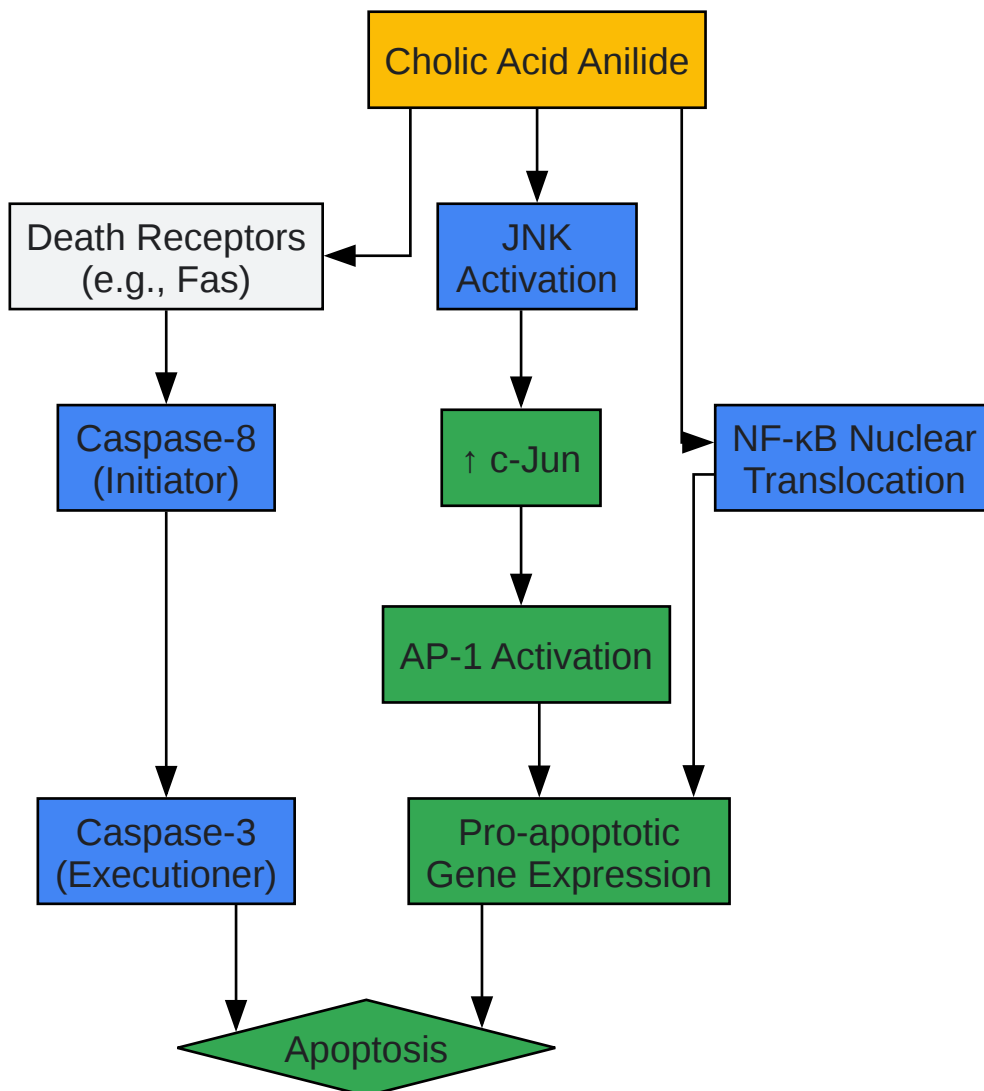 Cholic Acid Anilide
Death Receptors
(e.g., Fas)
JNK
Activation
Caspase-8
(Initiator)
↑ c-Jun
NF-κB Nuclear
Translocation
AP-1 Activation
Caspase-3
(Executioner)
Pro-apoptotic
Gene Expression
Apoptosis